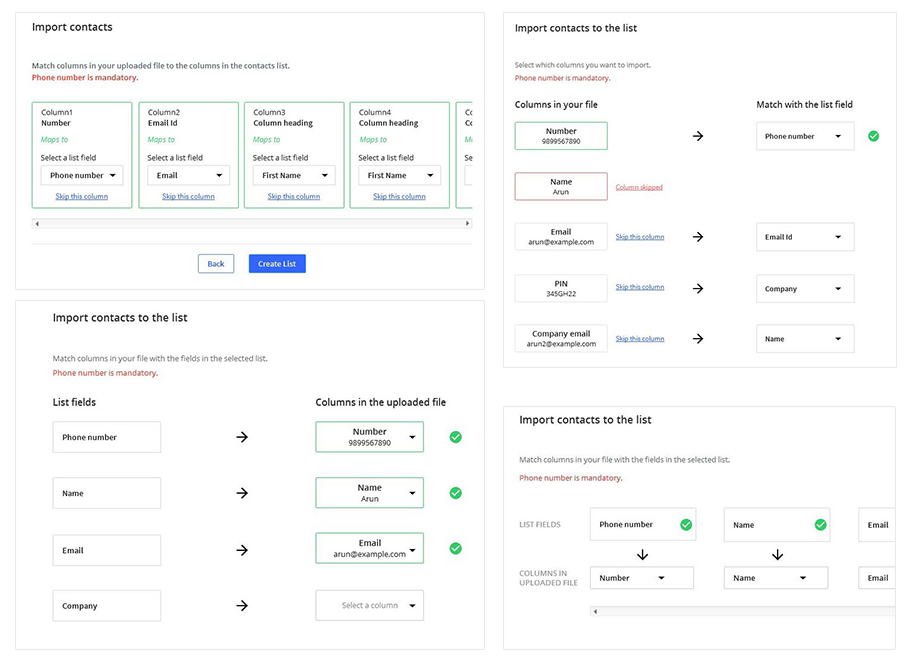 Import contacts
Match columns in your uploaded file to the columns in the contacts list.
Phone number is mandatory.
Column1
Number
Maps to
Select a list field
Phone number
Skip this column
Column2
Email Id
Maps to
Select a list field
Email
Skip this column
Column3
Column heading
Maps to
Select a list field
First Name
Skip this column
Column4
Column heading
Maps to
Select a list field
First Name
Skip this column
Back
Create List
Import contacts to the list
Select which columns you want to import.
Phone number is mandatory.
Columns in your file
Match with the list field
Number
9899567890
Phone number
Name
Arun
Column skipped
Email
arun@example.com
Skip this column
Email Id
PIN
345GH22
Skip this column
Company
Company email
arun2@example.com
Skip this column
Name
Import contacts to the list
Match columns in your file with the fields in the selected list.
Phone number is mandatory.
List fields
Columns in the uploaded file
Phone number
Number
9899567890
Name
Name
Arun
Email
Email
arun@example.com
Company
Select a column
Import contacts to the list
Match columns in your file with the fields in the selected list.
Phone number is mandatory.
LIST FIELDS
Phone number
Name
Email
COLUMNS IN
UPLOADED FILE
Number
Name
Email